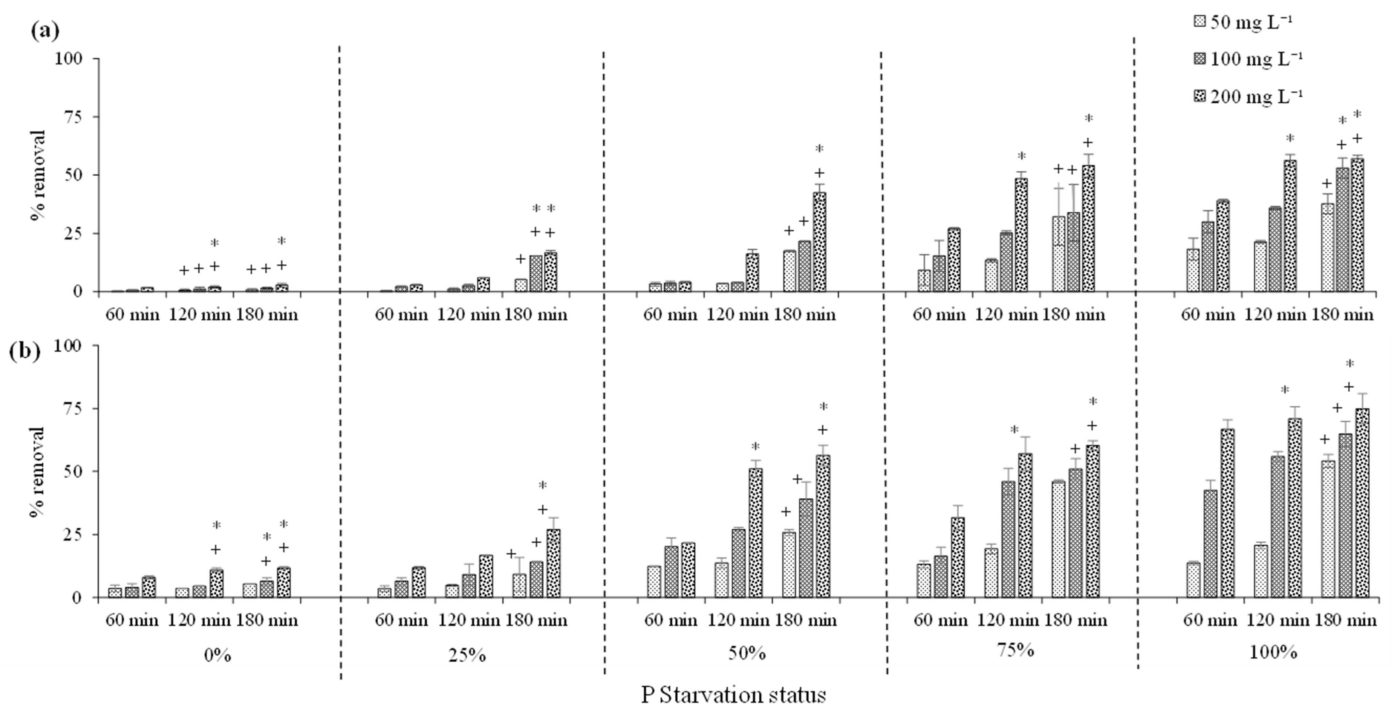 (a)
50 mg L⁻¹
100 mg L⁻¹
200 mg L⁻¹
100
75
50
25
0
% removal
+ + + * + + + * +
+ + * + *
+ + + *
* + + + *
* + + * + *
60 min 120 min 180 min 60 min 120 min 180 min 60 min 120 min 180 min 60 min 120 min 180 min 60 min 120 min 180 min
(b)
100
75
50
25
0
% removal
+ * + * + *
+ + + *
* + + + *
* + + *
* + + + *
60 min 120 min 180 min 60 min 120 min 180 min 60 min 120 min 180 min 60 min 120 min 180 min 60 min 120 min 180 min
0% 25% 50% 75% 100%
P Starvation status